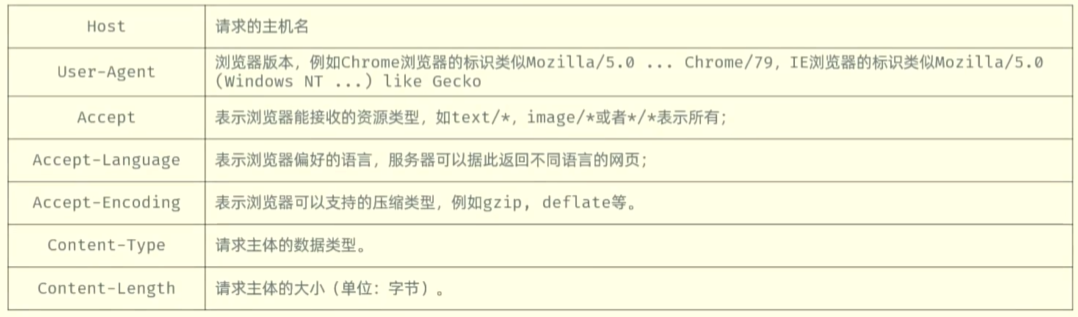 Host
请求的主机名
User-Agent
浏览器版本，例如Chrome浏览器的标识类似Mozilla/5.0 ... Chrome/79，IE浏览器的标识类似Mozilla/5.0
(Windows NT ...) like Gecko
Accept
表示浏览器能接收的资源类型，如text/*，image/*或者*/*表示所有；
Accept-Language
表示浏览器偏好的语言，服务器可以据此返回不同语言的网页；
Accept-Encoding
表示浏览器可以支持的压缩类型，例如gzip, deflate等。
Content-Type
请求主体的数据类型。
Content-Length
请求主体的大小（单位：字节）。